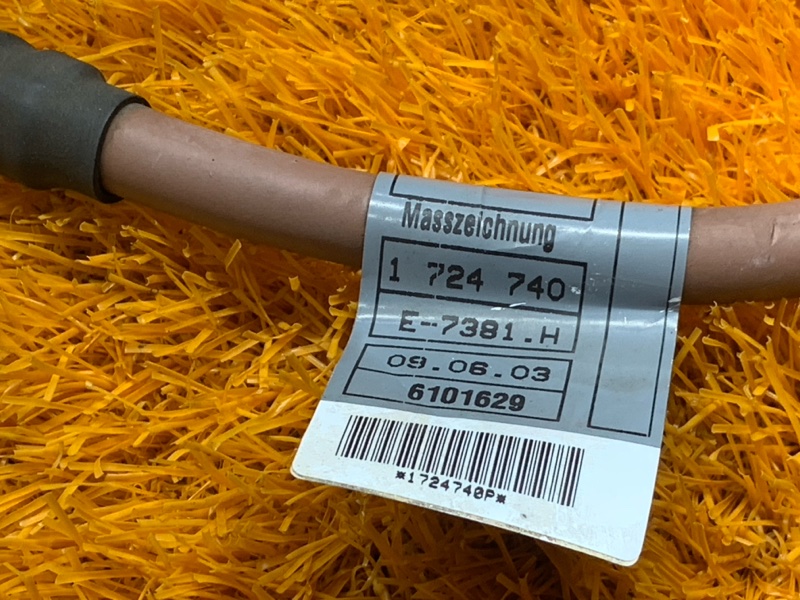 Masszeichnung
1 724 740
E-7381.H
09.06.03
6101629
*1724740P*